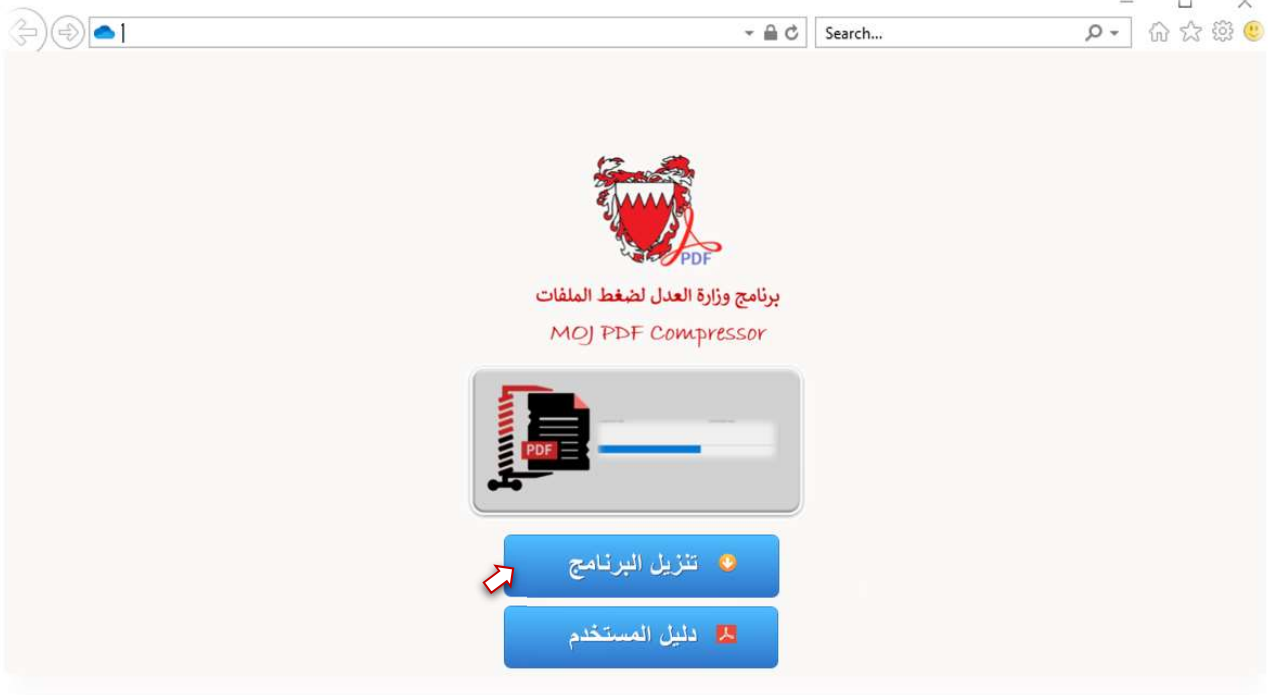 Search...
PDF
برنامج وزارة العدل لضغط الملفات
MOJ PDF Compressor
PDF
تنزيل البرنامج
دليل المستخدم